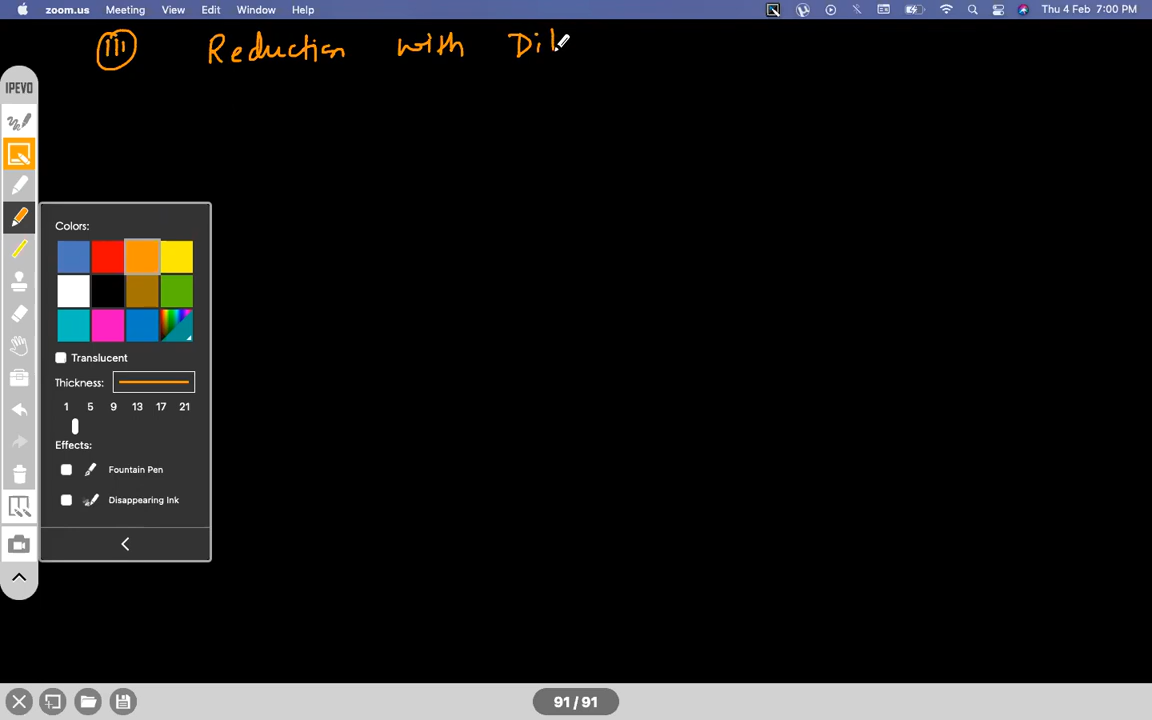 zoom.us Meeting View Edit Window Help Thu 4 Feb 7:00 PM
(iii) Reduction with Dil
IPEVO
Colors:
Translucent
Thickness:
1 5 9 13 17 21
Effects:
Fountain Pen
Disappearing Ink
91 / 91